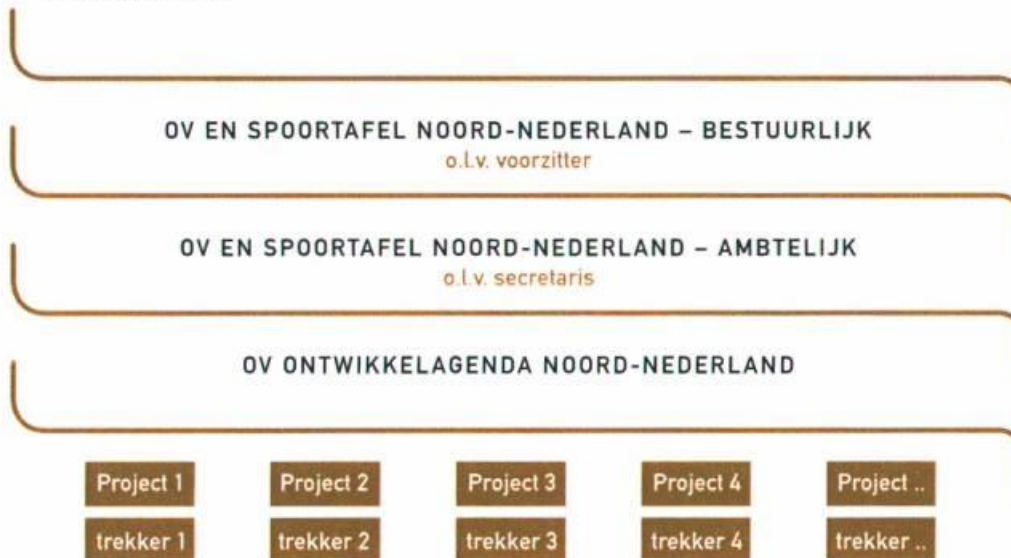 OV EN SPOORTAFEL NOORD-NEDERLAND – BESTUURLIJK
o.l.v. voorzitter
OV EN SPOORTAFEL NOORD-NEDERLAND – AMBTELIJK
o.l.v. secretaris
OV ONTWIKKELAGENDA NOORD-NEDERLAND
Project 1 Project 2 Project 3 Project 4 Project ..
trekker 1 trekker 2 trekker 3 trekker 4 trekker ..